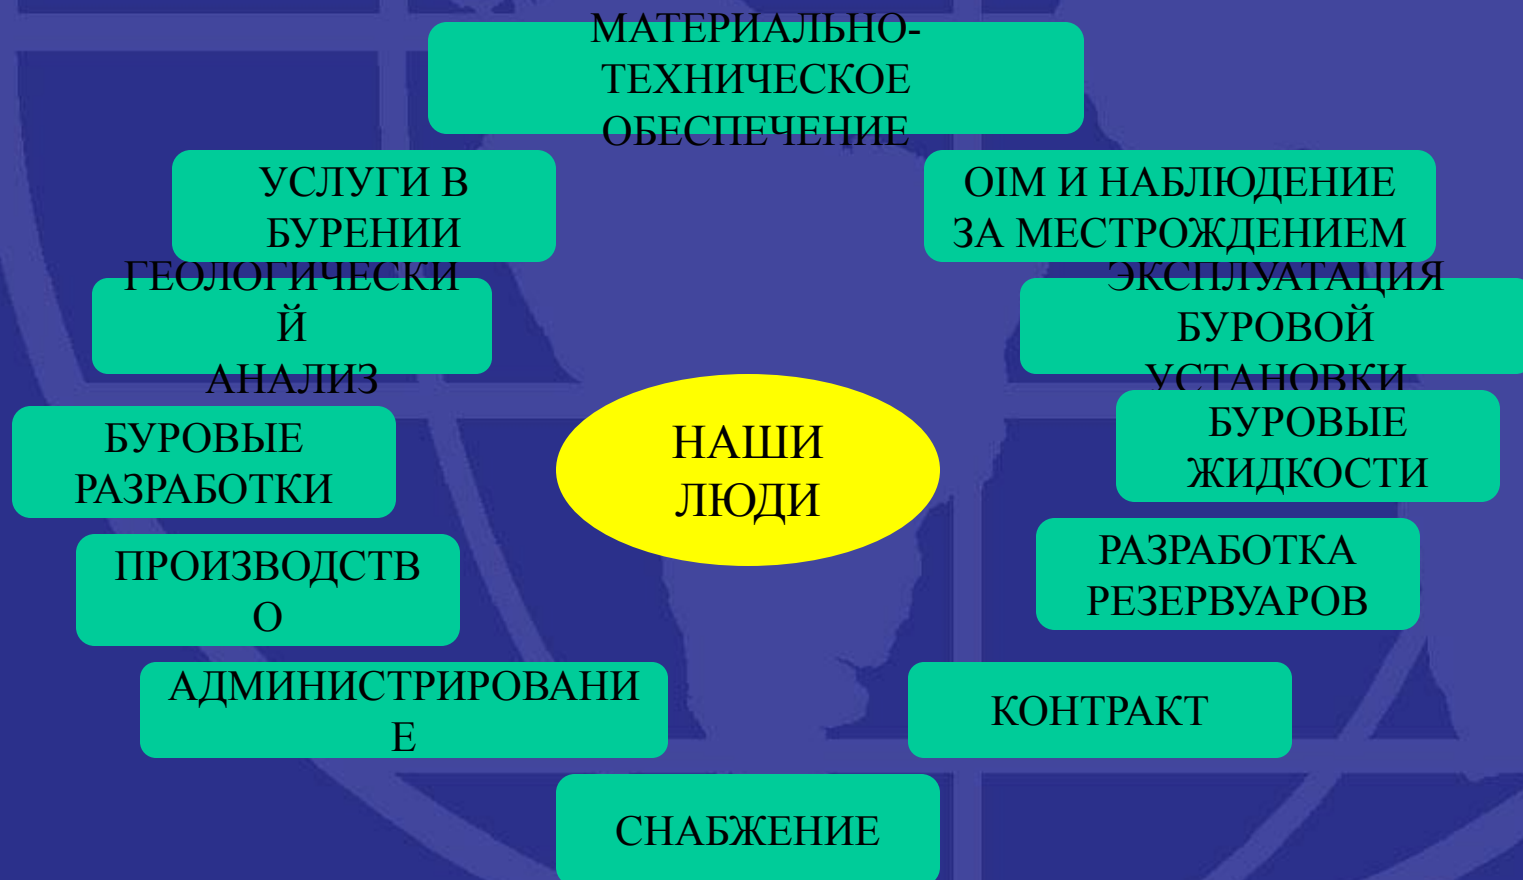 МАТЕРИАЛЬНО-
ТЕХНИЧЕСКОЕ
ОБЕСПЕЧЕНИЕ
УСЛУГИ В
БУРЕНИИ
OIM И НАБЛЮДЕНИЕ
ЗА МЕСТРОЖДЕНИЕМ
ГЕОЛОГИЧЕСКИ
Й
АНАЛИЗ
ЭКСПЛУАТАЦИЯ
БУРОВОЙ
УСТАНОВКИ
БУРОВЫЕ
РАЗРАБОТКИ
НАШИ
ЛЮДИ
БУРОВЫЕ
ЖИДКОСТИ
ПРОИЗВОДСТВ
О
РАЗРАБОТКА
РЕЗЕРВУАРОВ
АДМИНИСТРИРОВАНИ
Е
КОНТРАКТ
СНАБЖЕНИЕ